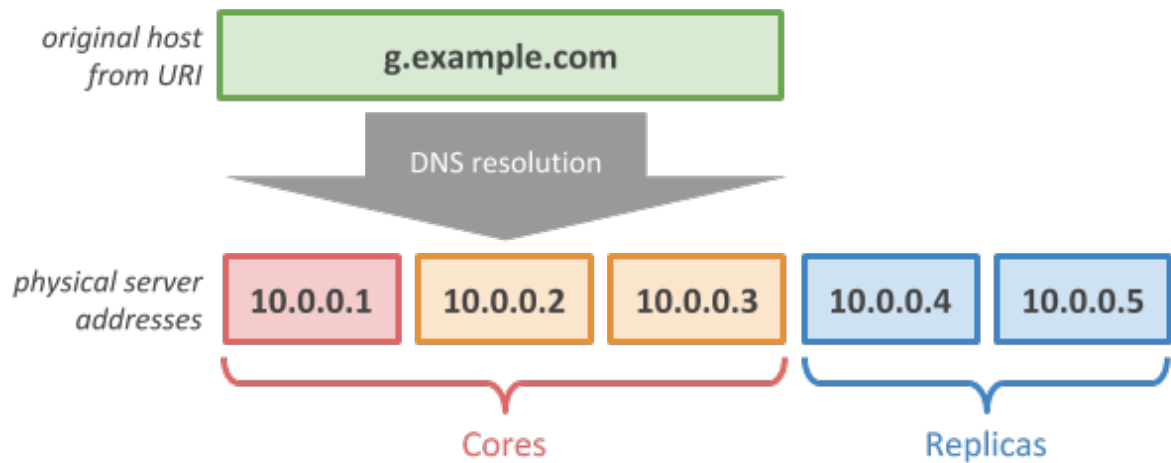 original host
from URI
g.example.com
DNS resolution
physical server
addresses
10.0.0.1
10.0.0.2
10.0.0.3
10.0.0.4
10.0.0.5
Cores
Replicas